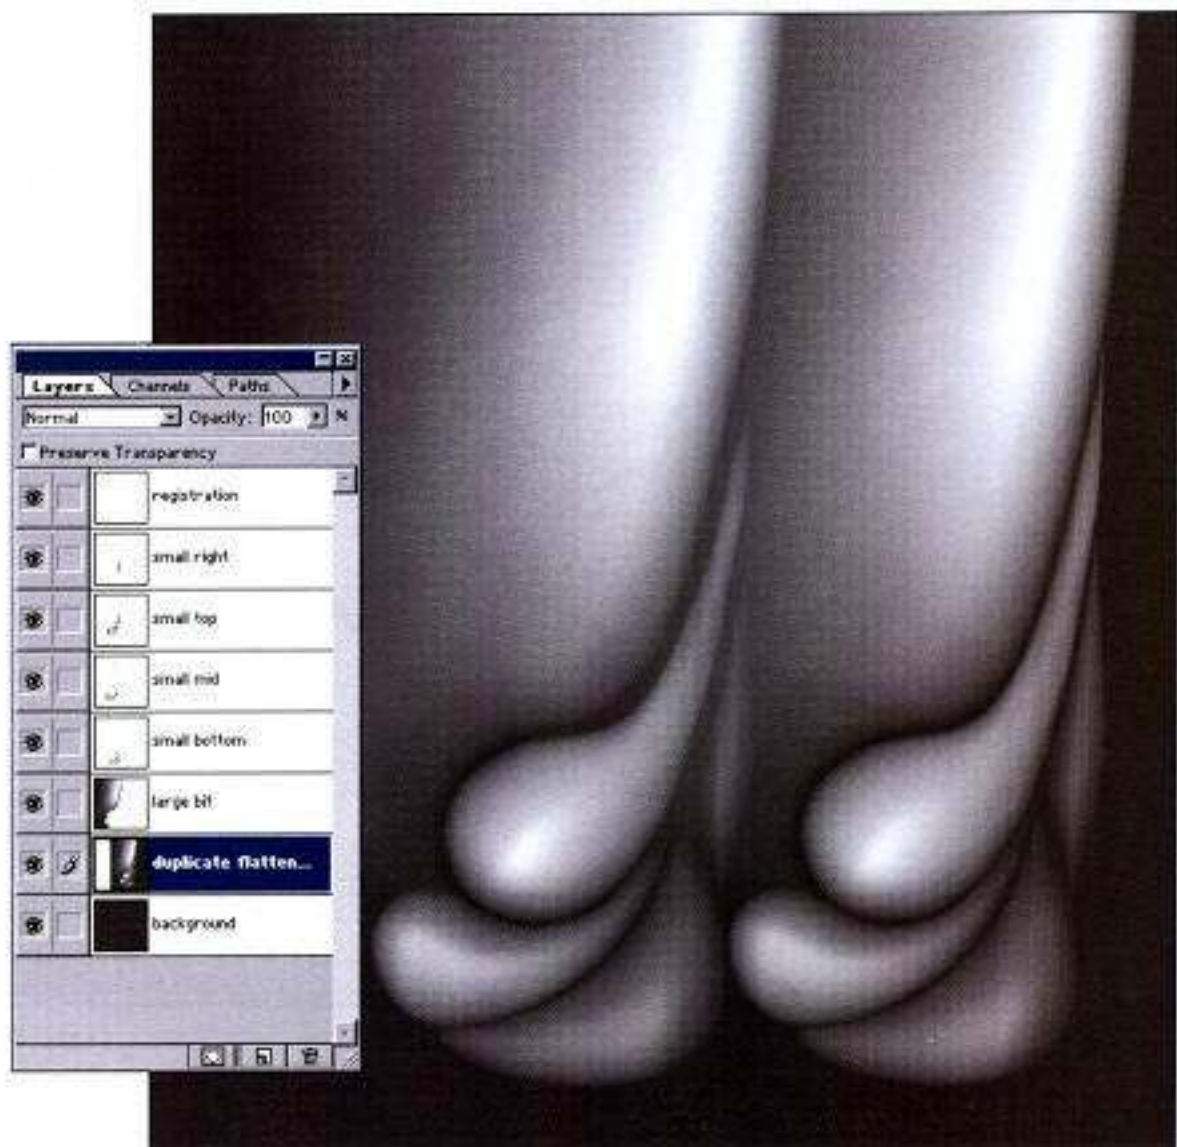 Layers Channels Paths
Normal Opacity: 100 %
Preserve Transparency
registration
small right
small top
small mid
small bottom
large bit
duplicate flatten...
background